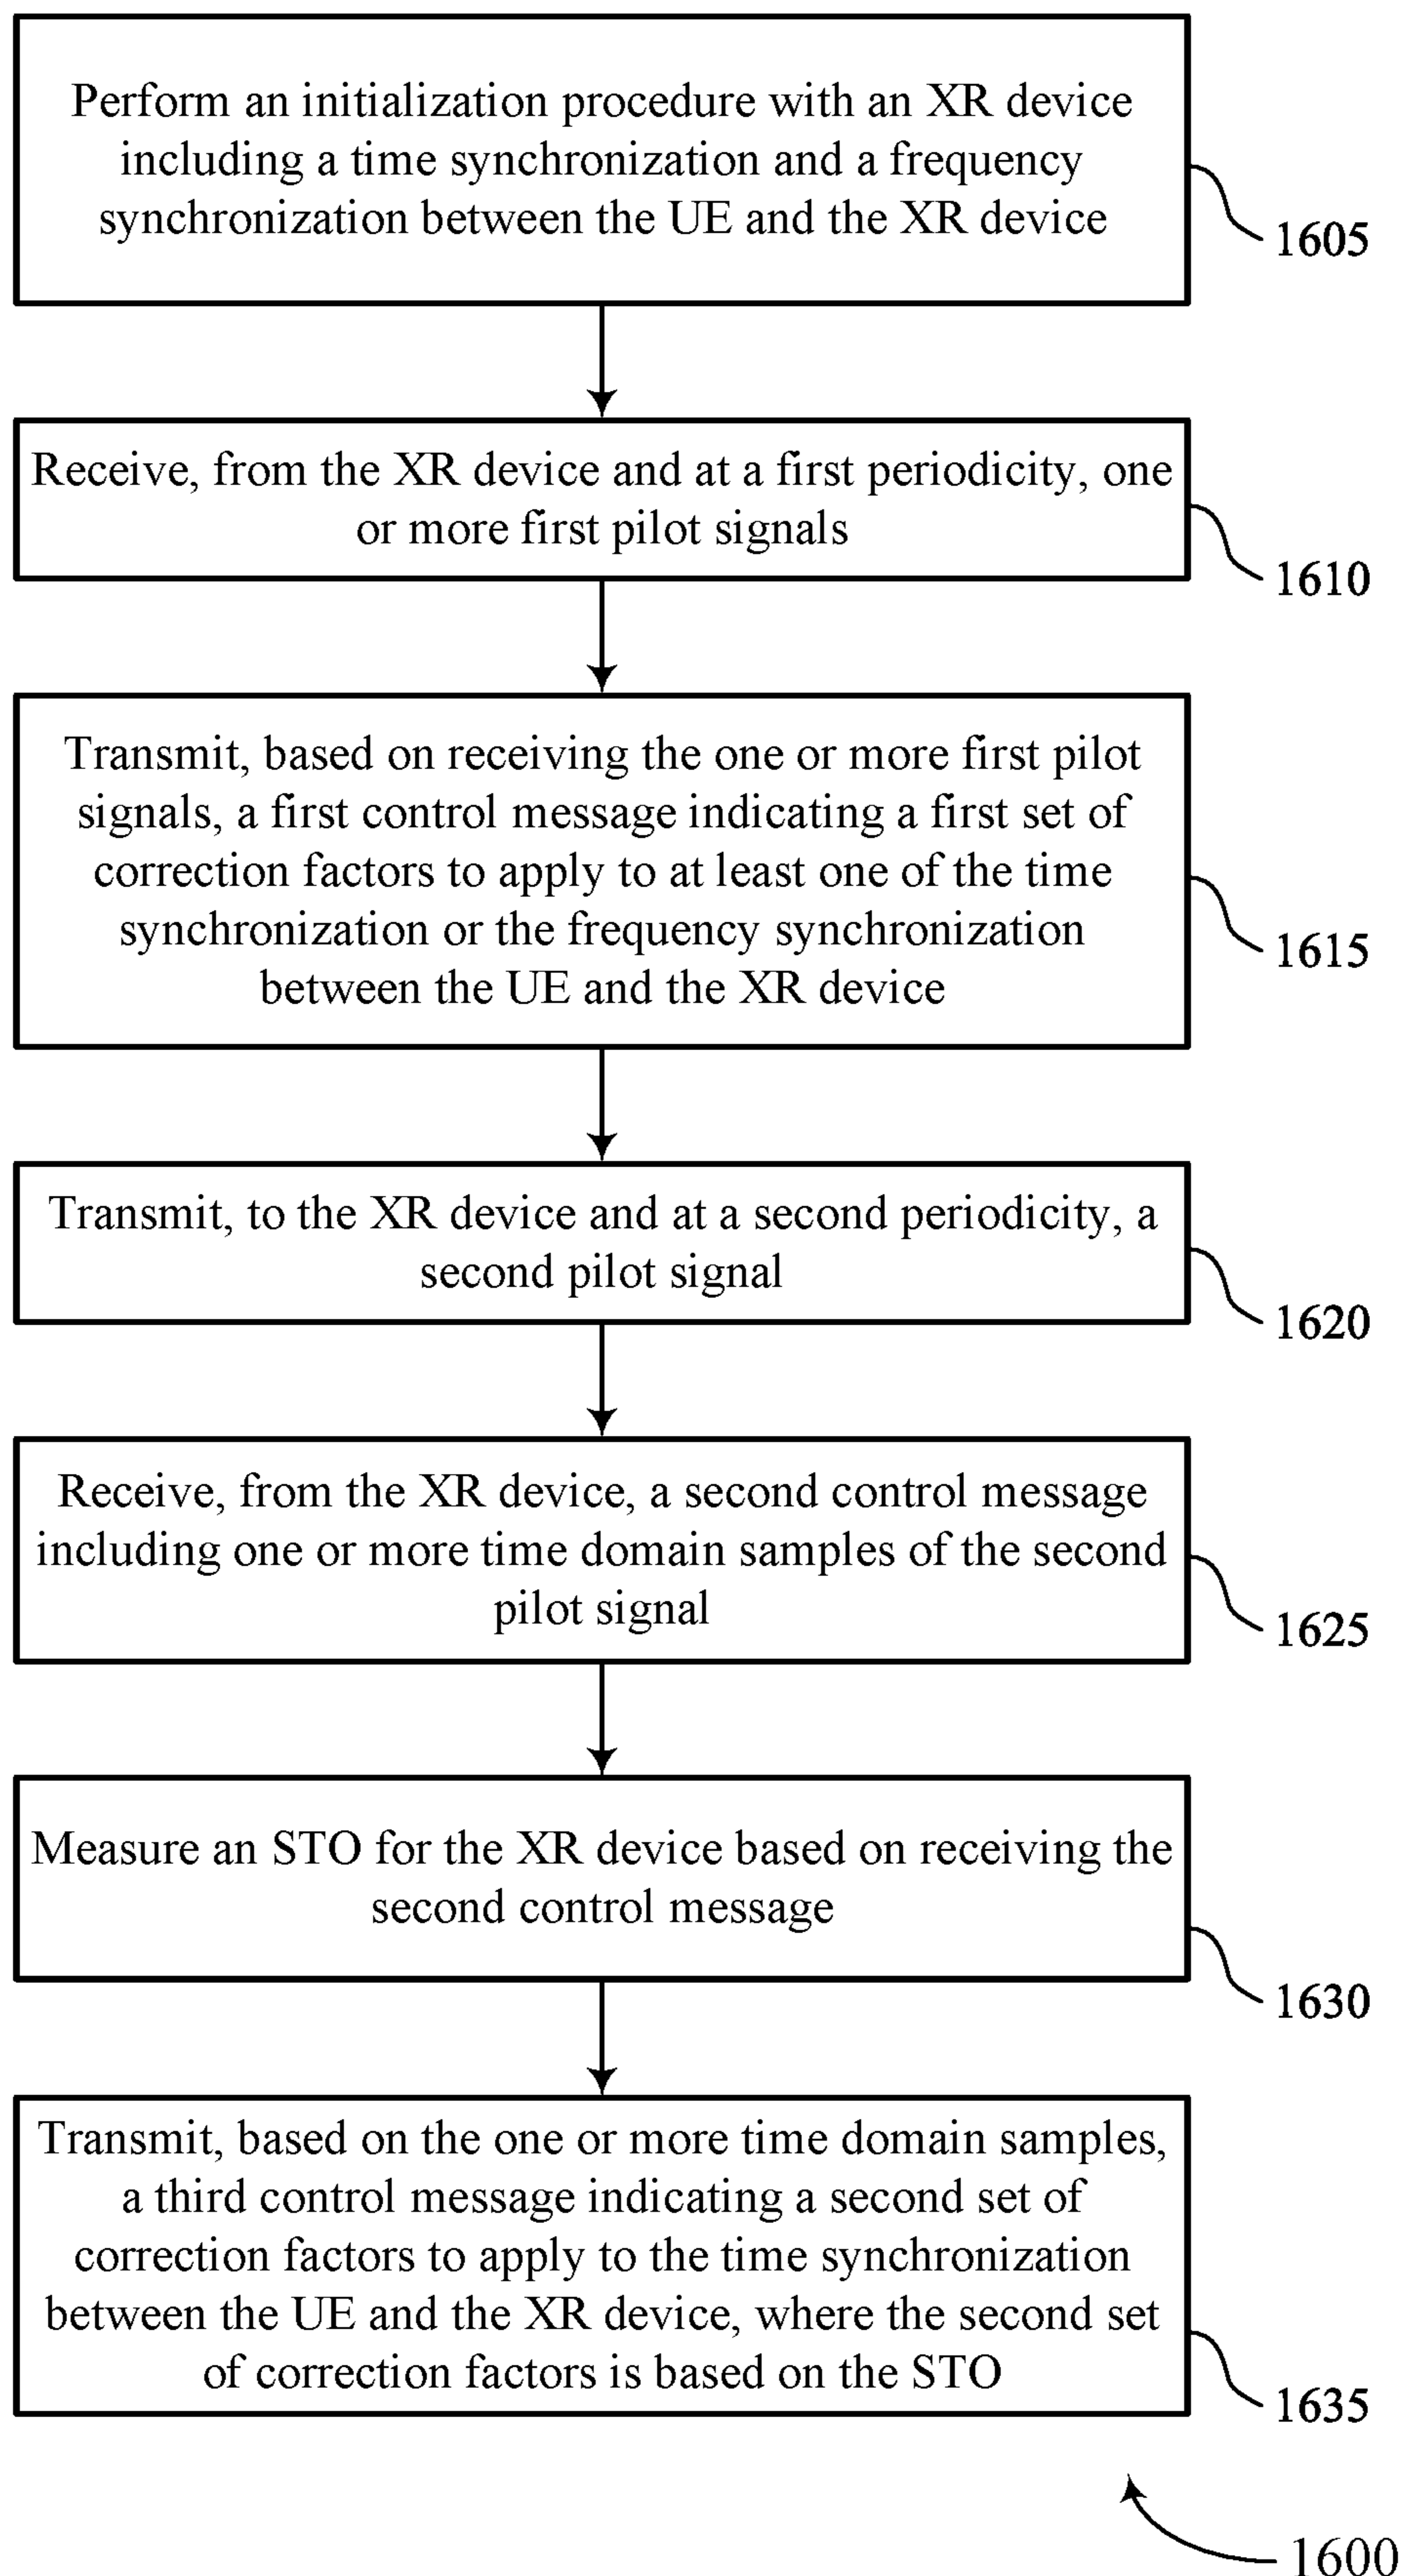 Perform an initialization procedure with an XR device
including a time synchronization and a frequency
synchronization between the UE and the XR device
1605
Receive, from the XR device and at a first periodicity, one
or more first pilot signals
1610
Transmit, based on receiving the one or more first pilot
signals, a first control message indicating a first set of
correction factors to apply to at least one of the time
synchronization or the frequency synchronization
between the UE and the XR device
1615
Transmit, to the XR device and at a second periodicity, a
second pilot signal
1620
Receive, from the XR device, a second control message
including one or more time domain samples of the second
pilot signal
1625
Measure an STO for the XR device based on receiving the
second control message
1630
Transmit, based on the one or more time domain samples,
a third control message indicating a second set of
correction factors to apply to the time synchronization
between the UE and the XR device, where the second set
of correction factors is based on the STO
1635
1600